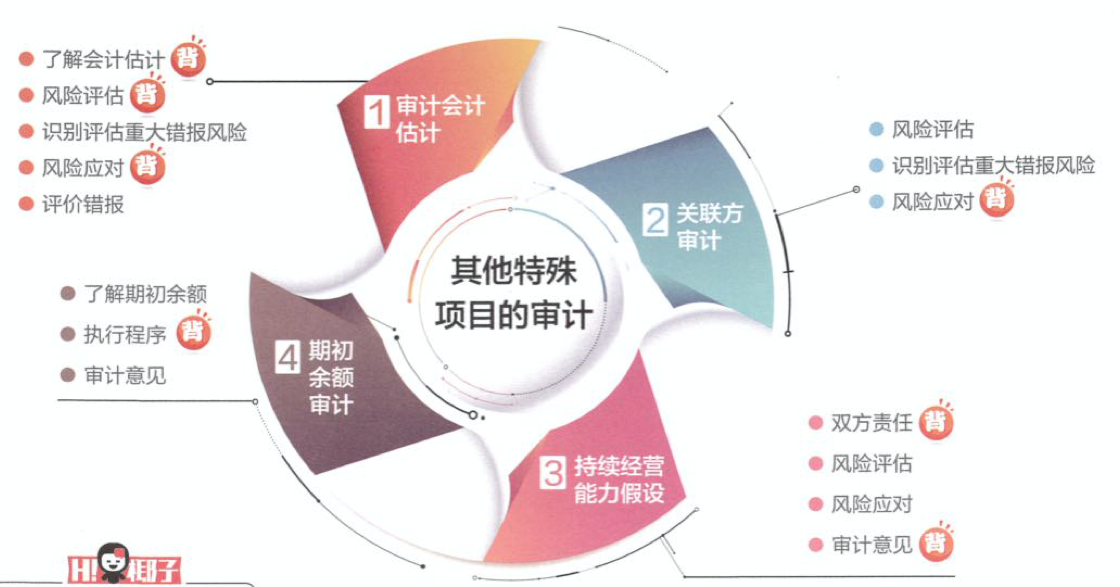 其他特殊
项目的审计
1 审计会计
估计
了解会计估计 背
风险评估 背
识别评估重大错报风险
风险应对 背
评价错报
2 关联方
审计
风险评估
识别评估重大错报风险
风险应对 背
3 持续经营
能力假设
双方责任 背
风险评估
风险应对
审计意见 背
4 期初
余额
审计
了解期初余额
执行程序 背
审计意见
H!椰子